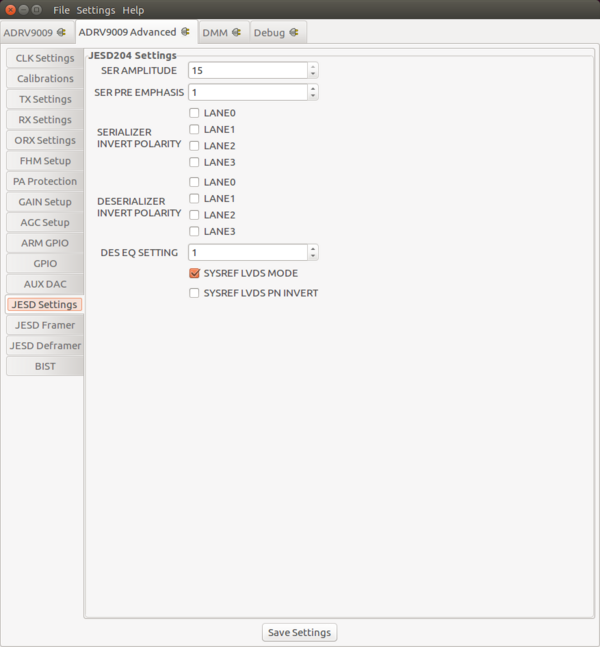 File Settings Help
ADRV9009 ADRV9009 Advanced DMM Debug
CLK Settings
Calibrations
TX Settings
RX Settings
ORX Settings
FHM Setup
PA Protection
GAIN Setup
AGC Setup
ARM GPIO
GPIO
AUX DAC
JESD Settings
JESD Framer
JESD Deframer
BIST
JESD204 Settings
SER AMPLITUDE 15
SER PRE EMPHASIS 1
SERIALIZER
INVERT POLARITY
LANE0
LANE1
LANE2
LANE3
DESERIALIZER
INVERT POLARITY
LANE0
LANE1
LANE2
LANE3
DES EQ SETTING 1
SYSREF LVDS MODE
SYSREF LVDS PN INVERT
Save Settings